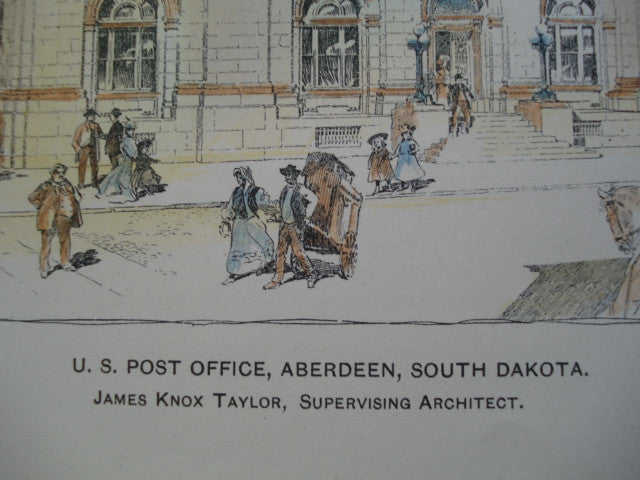 U. S. POST OFFICE, ABERDEEN, SOUTH DAKOTA.
JAMES KNOX TAYLOR, SUPERVISING ARCHITECT.